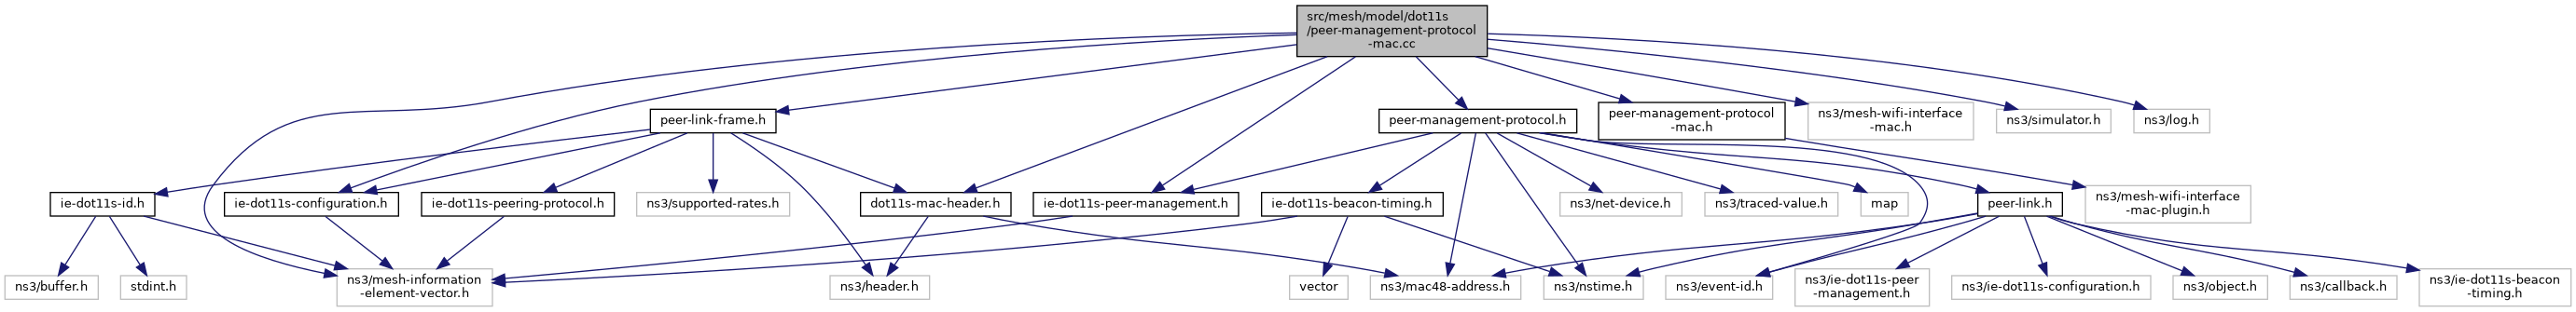 src/mesh/model/dot11s
/peer-management-protocol
-mac.cc
peer-link-frame.h
peer-management-protocol.h
peer-management-protocol
-mac.h
ns3/mesh-wifi-interface
-mac.h
ns3/simulator.h
ns3/log.h
ie-dot11s-id.h
ie-dot11s-configuration.h
ie-dot11s-peering-protocol.h
ns3/supported-rates.h
dot11s-mac-header.h
ie-dot11s-peer-management.h
ie-dot11s-beacon-timing.h
ns3/net-device.h
ns3/traced-value.h
map
peer-link.h
ns3/mesh-wifi-interface
-mac-plugin.h
ns3/buffer.h
stdint.h
ns3/mesh-information
-element-vector.h
ns3/header.h
vector
ns3/mac48-address.h
ns3/nstime.h
ns3/event-id.h
ns3/ie-dot11s-peer
-management.h
ns3/ie-dot11s-configuration.h
ns3/object.h
ns3/callback.h
ns3/ie-dot11s-beacon
-timing.h